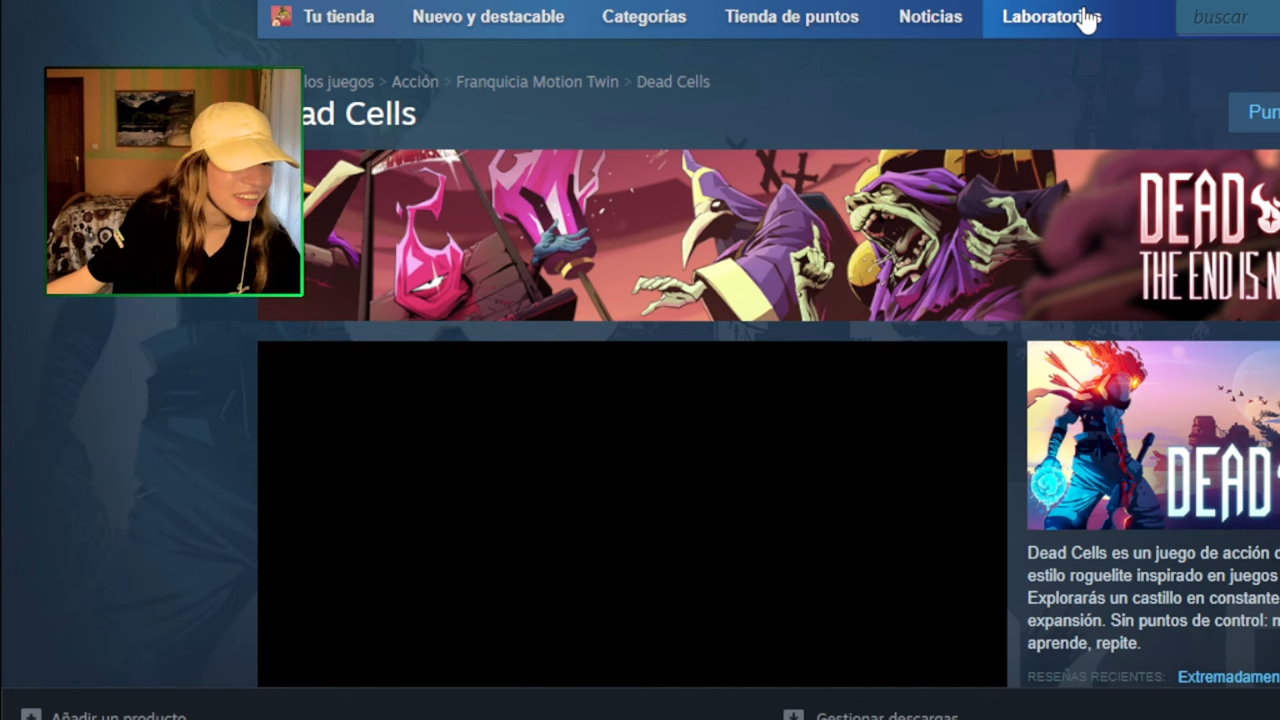 Tu tienda Nuevo y destacable Categorías Tienda de puntos Noticias Laboratorios buscar
los juegos > Acción > Franquicia Motion Twin > Dead Cells
ad Cells
Pun
DEAD
THE END IS N
DEAD
Dead Cells es un juego de acción
estilo roguelite inspirado en juegos
Explorarás un castillo en constante
expansión. Sin puntos de control: m
aprende, repite.
RESEÑAS RECIENTES: Extremadamen
Añadir un producto Gestionar descargas